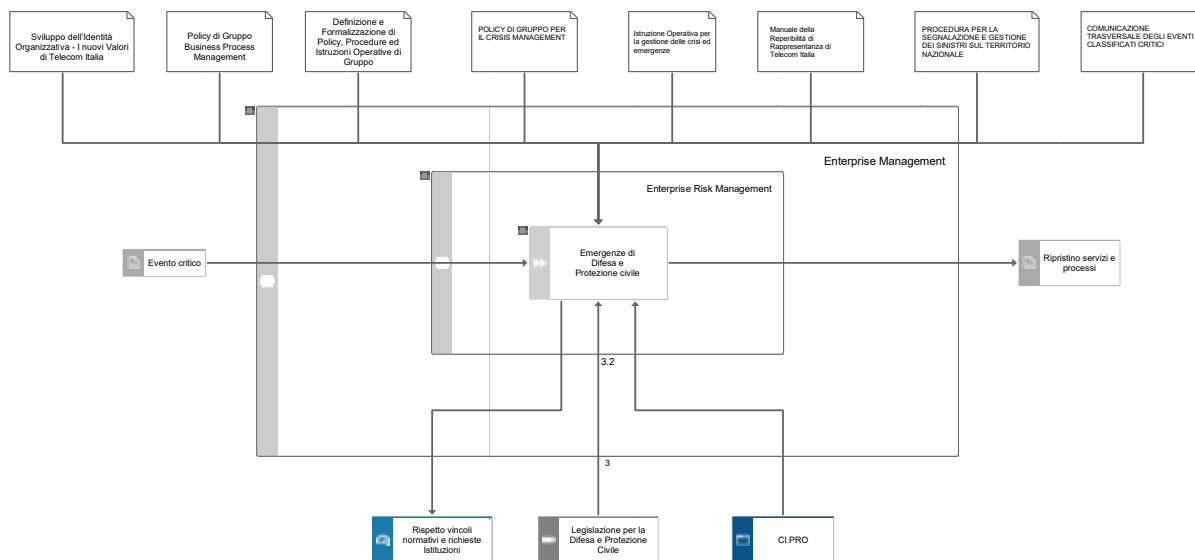 Sviluppo dell'Identità
Organizzativa - I nuovi Valori
di Telecom Italia
Policy di Gruppo
Business Process
Management
Definizione e
Formalizzazione di
Policy, Procedure ed
Istruzioni Operative di
Gruppo
POLICY DI GRUPPO PER
IL CRISIS MANAGEMENT
Istruzione Operativa per
la gestione delle crisi ed
emergenze
Manuale della
Reperibilità di
Rappresentanza di
Telecom Italia
PROCEDURA PER LA
SEGNALAZIONE E GESTIONE
DEI SINISTRI SUL TERRITORIO
NAZIONALE
COMUNICAZIONE
TRASVERSALE DEGLI EVENTI
CLASSIFICATI CRITICI
Enterprise Management
Enterprise Risk Management
Evento critico
Emergenze di
Difesa e
Protezione civile
Ripristino servizi e
processi
3.2
3
Rispetto vincoli
normativi e richieste
Istituzioni
Legislazione per la
Difesa e Protezione
Civile
CI.PRO